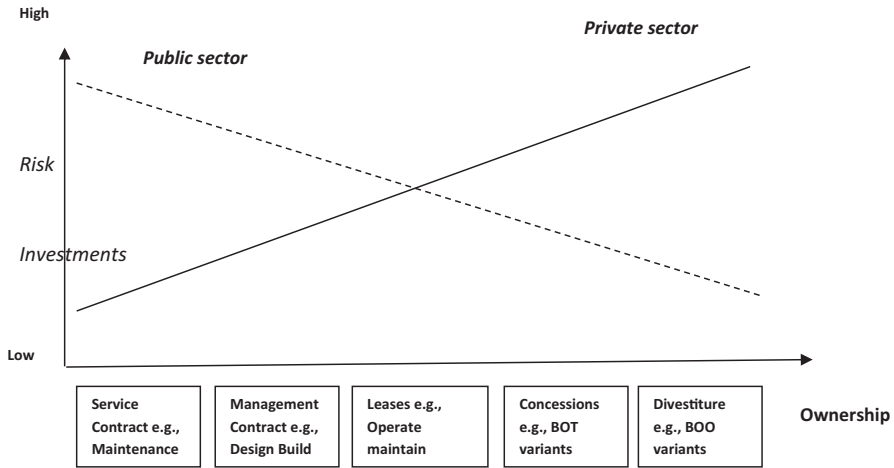 High
Private sector
Public sector
Risk
Investments
Low
Service
Contract e.g.,
Maintenance
Management
Contract e.g.,
Design Build
Leases e.g.,
Operate
maintain
Concessions
e.g., BOT
variants
Divestiture
e.g., BOO
variants
Ownership